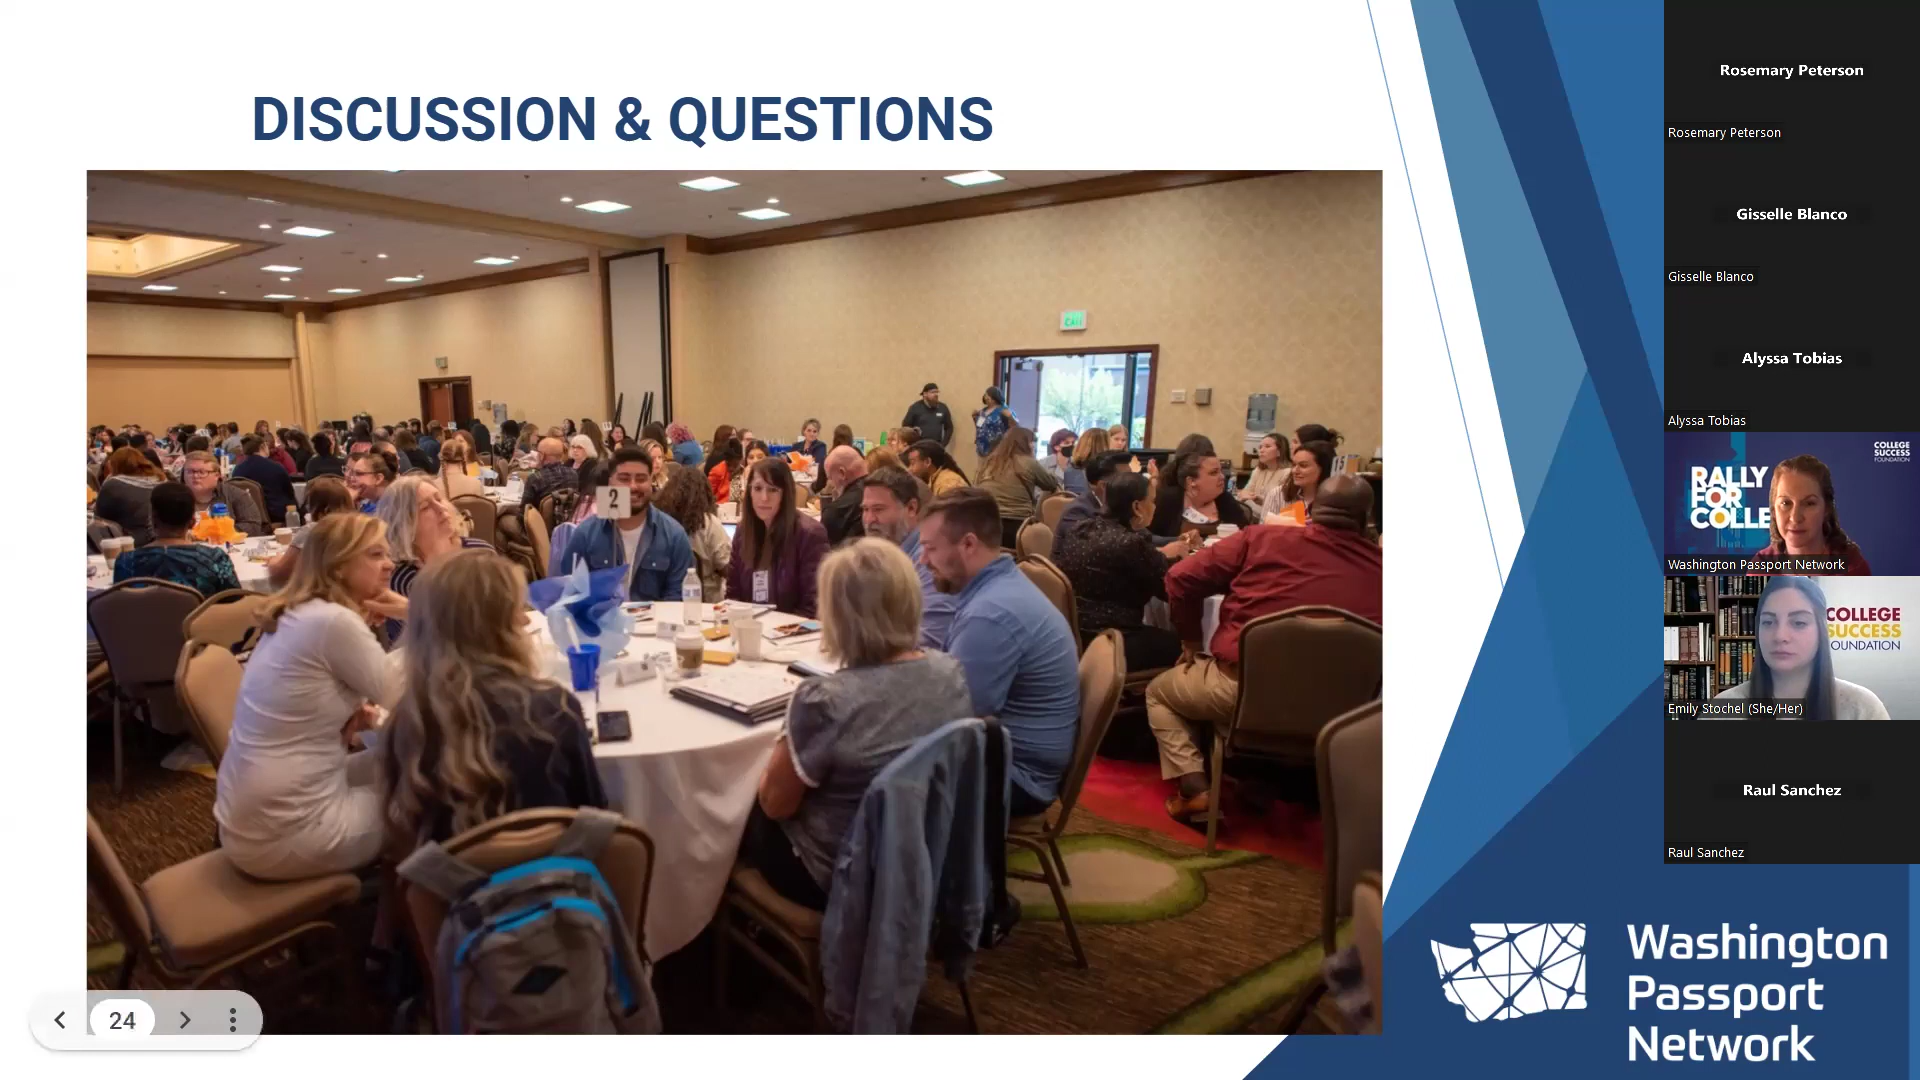 DISCUSSION & QUESTIONS
2
EXIT
24
Rosemary Peterson
Rosemary Peterson
Gisselle Blanco
Gisselle Blanco
Alyssa Tobias
Alyssa Tobias
RALLY
FOR
COLLE
COLLEGE
SUCCESS
FOUNDATION
Washington Passport Network
COLLEGE
SUCCESS
OUNDATION
Emily Stochel (She/Her)
Raul Sanchez
Raul Sanchez
Washington
Passport
Network